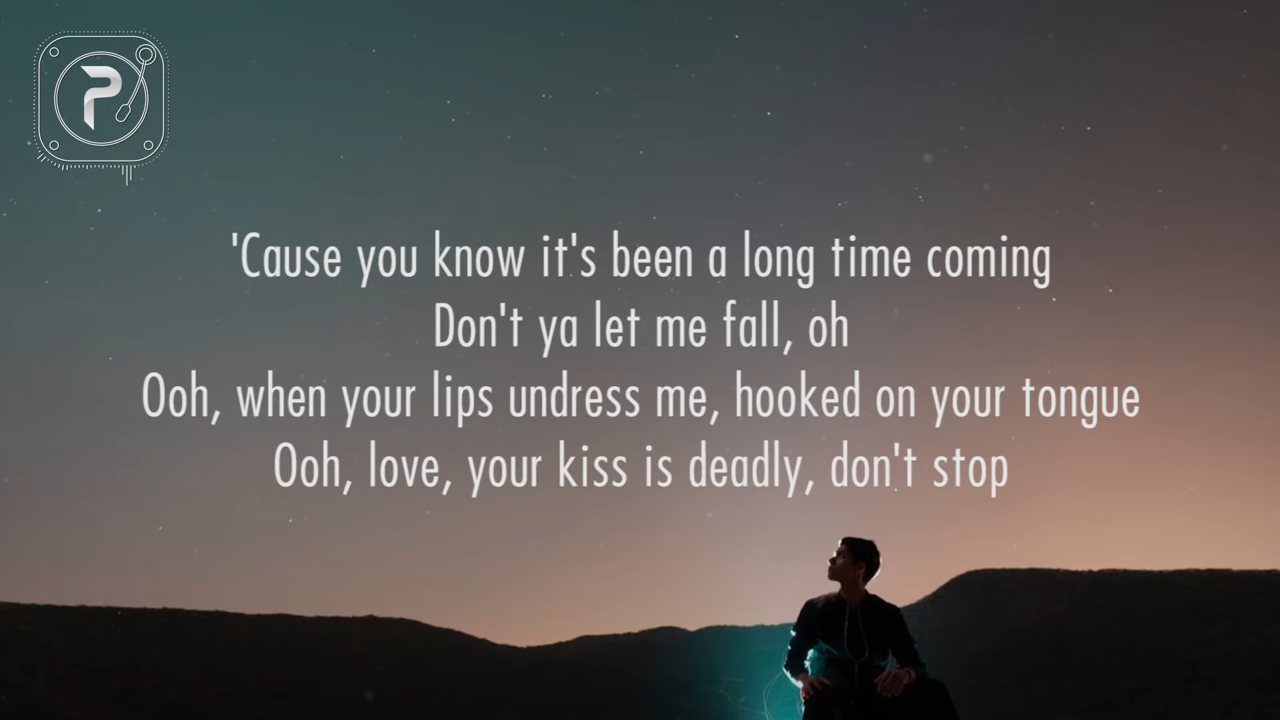 P
'Cause you know it's been a long time coming
Don't ya let me fall, oh
Ooh, when your lips undress me, hooked on your tongue
Ooh, love, your kiss is deadly, don't stop